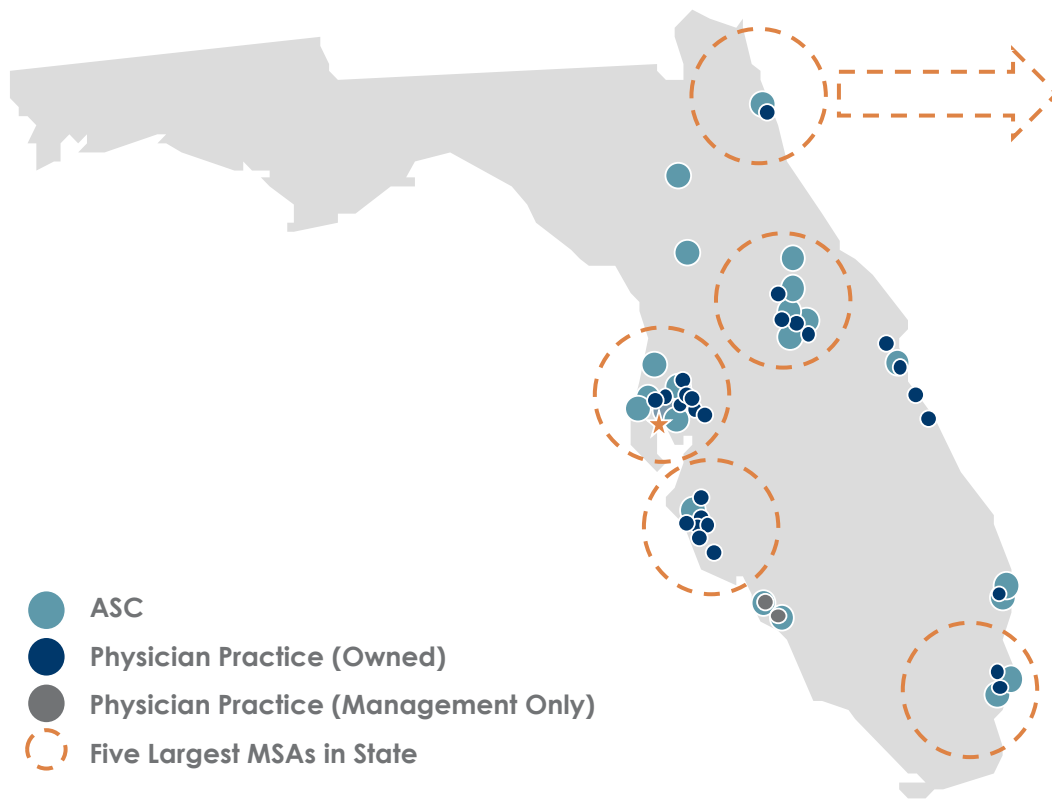 ASC
Physician Practice (Owned)
Physician Practice (Management Only)
Five Largest MSAs in State